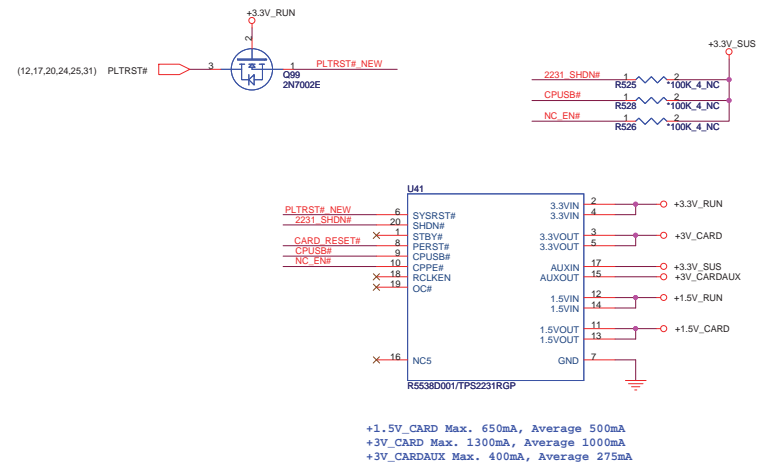 +3.3V_RUN
2
(12,17,20,24,25,31) PLTRST# 3 1 PLTRST#_NEW
Q99
2N7002E
+3.3V_SUS
2231_SHDN# 1 2
R525 *100K_4_NC
CPUSB# 1 2
R528 *100K_4_NC
NC_EN# 1 2
R526 *100K_4_NC
U41
PLTRST#_NEW 6 SYSRST#
2231_SHDN# 20 SHDN#
1 STBY#
CARD_RESET# 8 PERST#
CPUSB# 9 CPUSB#
NC_EN# 10 CPPE#
18 RCLKEN
19 OC#
16 NC5
3.3VIN 2 +3.3V_RUN
3.3VIN 4
3.3VOUT 3 +3V_CARD
3.3VOUT 5
AUXIN 17 +3.3V_SUS
AUXOUT 15 +3V_CARDAUX
1.5VIN 12 +1.5V_RUN
1.5VIN 14
1.5VOUT 11 +1.5V_CARD
1.5VOUT 13
GND 7
R5538D001/TPS2231RGP
+1.5V_CARD Max. 650mA, Average 500mA
+3V_CARD Max. 1300mA, Average 1000mA
+3V_CARDAUX Max. 400mA, Average 275mA